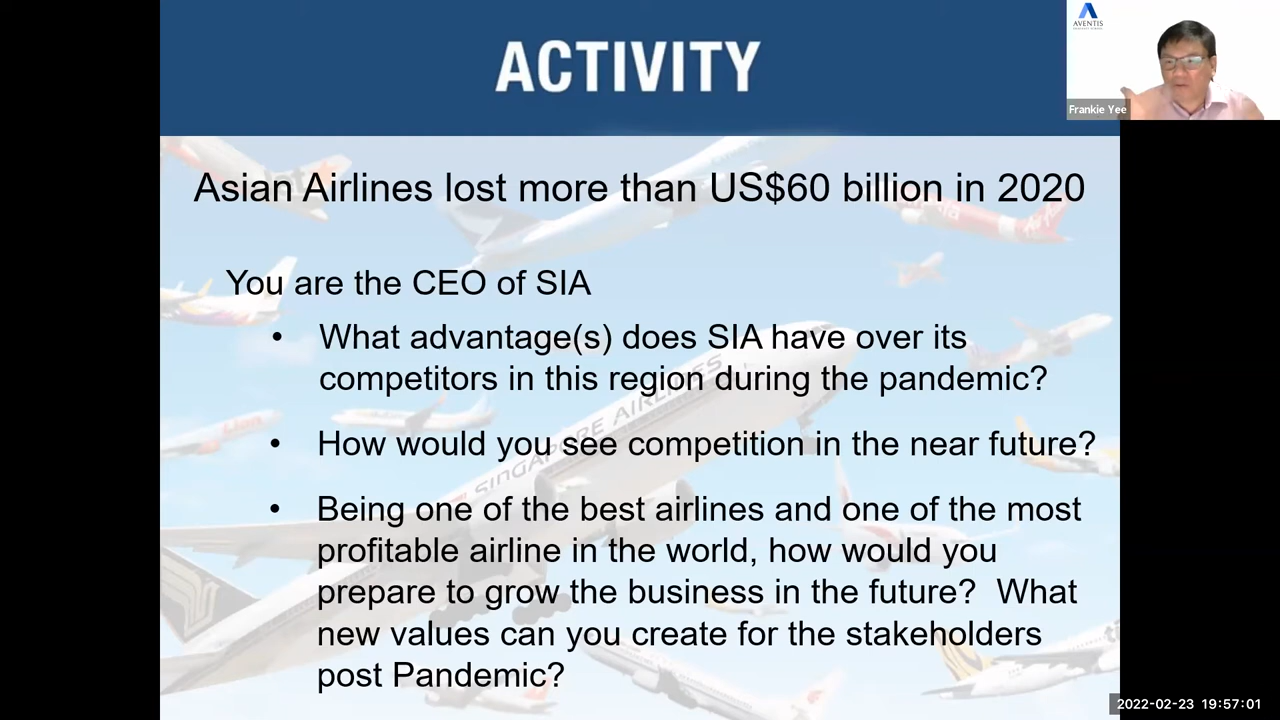 ACTIVITY
AVENTIS
Frankie Yee
Asian Airlines lost more than US$60 billion in 2020
You are the CEO of SIA
• What advantage(s) does SIA have over its
competitors in this region during the pandemic?
• How would you see competition in the near future?
• Being one of the best airlines and one of the most
profitable airline in the world, how would you
prepare to grow the business in the future? What
new values can you create for the stakeholders
post Pandemic?
SINGAPORE AIRLINES
2022-02-23 19:57:01